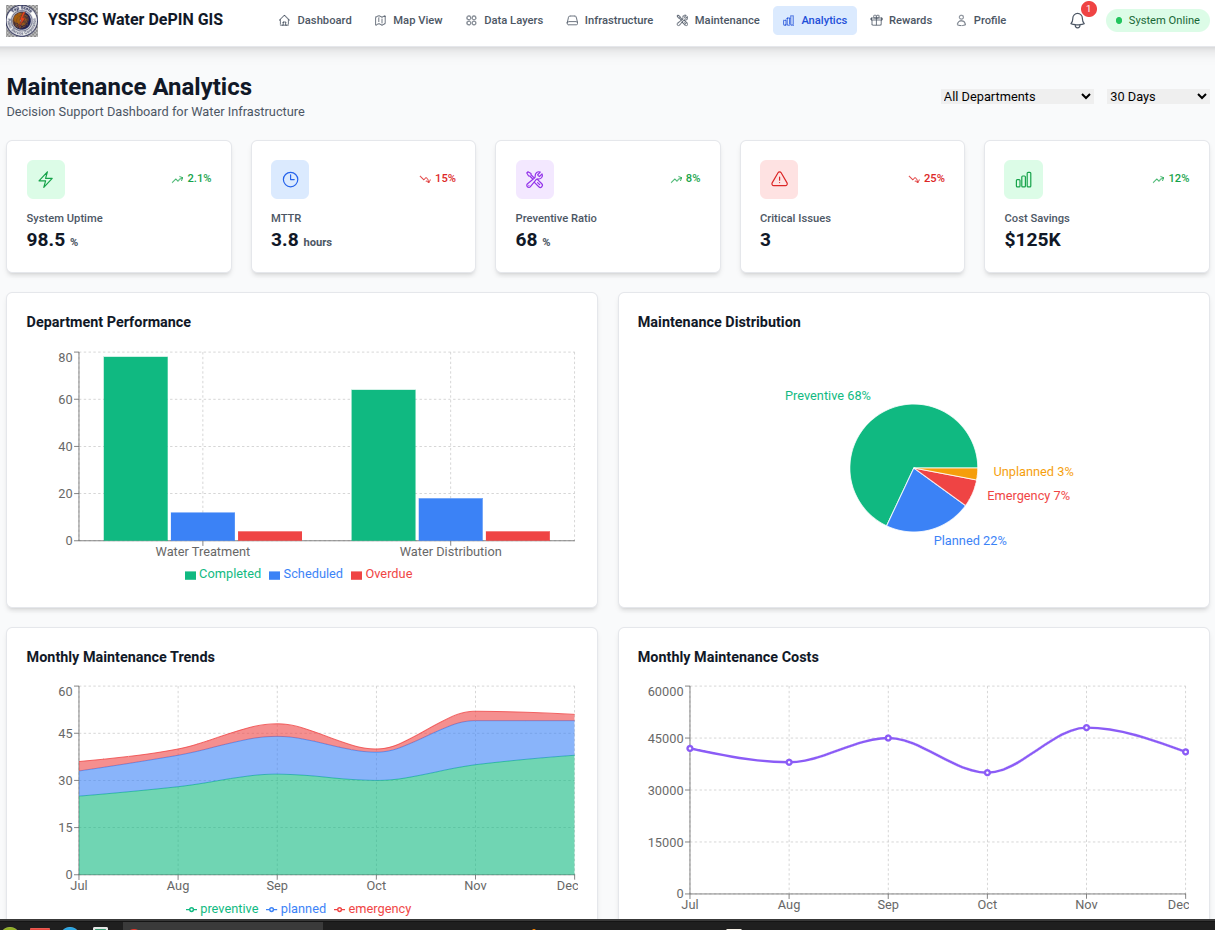 YSPSC Water DePIN GIS
Dashboard
Map View
Data Layers
Infrastructure
Maintenance
Analytics
Rewards
Profile
1
System Online
Maintenance Analytics
Decision Support Dashboard for Water Infrastructure
All Departments
30 Days
2.1%
System Uptime
98.5 %
15%
MTTR
3.8 hours
8%
Preventive Ratio
68 %
25%
Critical Issues
3
12%
Cost Savings
$125K
Department Performance
80
60
40
20
0
Water Treatment
Water Distribution
Completed Scheduled Overdue
Maintenance Distribution
Preventive 68%
Unplanned 3%
Emergency 7%
Planned 22%
Monthly Maintenance Trends
60
45
30
15
0
Jul Aug Sep Oct Nov Dec
preventive planned emergency
Monthly Maintenance Costs
60000
45000
30000
15000
0
Jul Aug Sep Oct Nov Dec